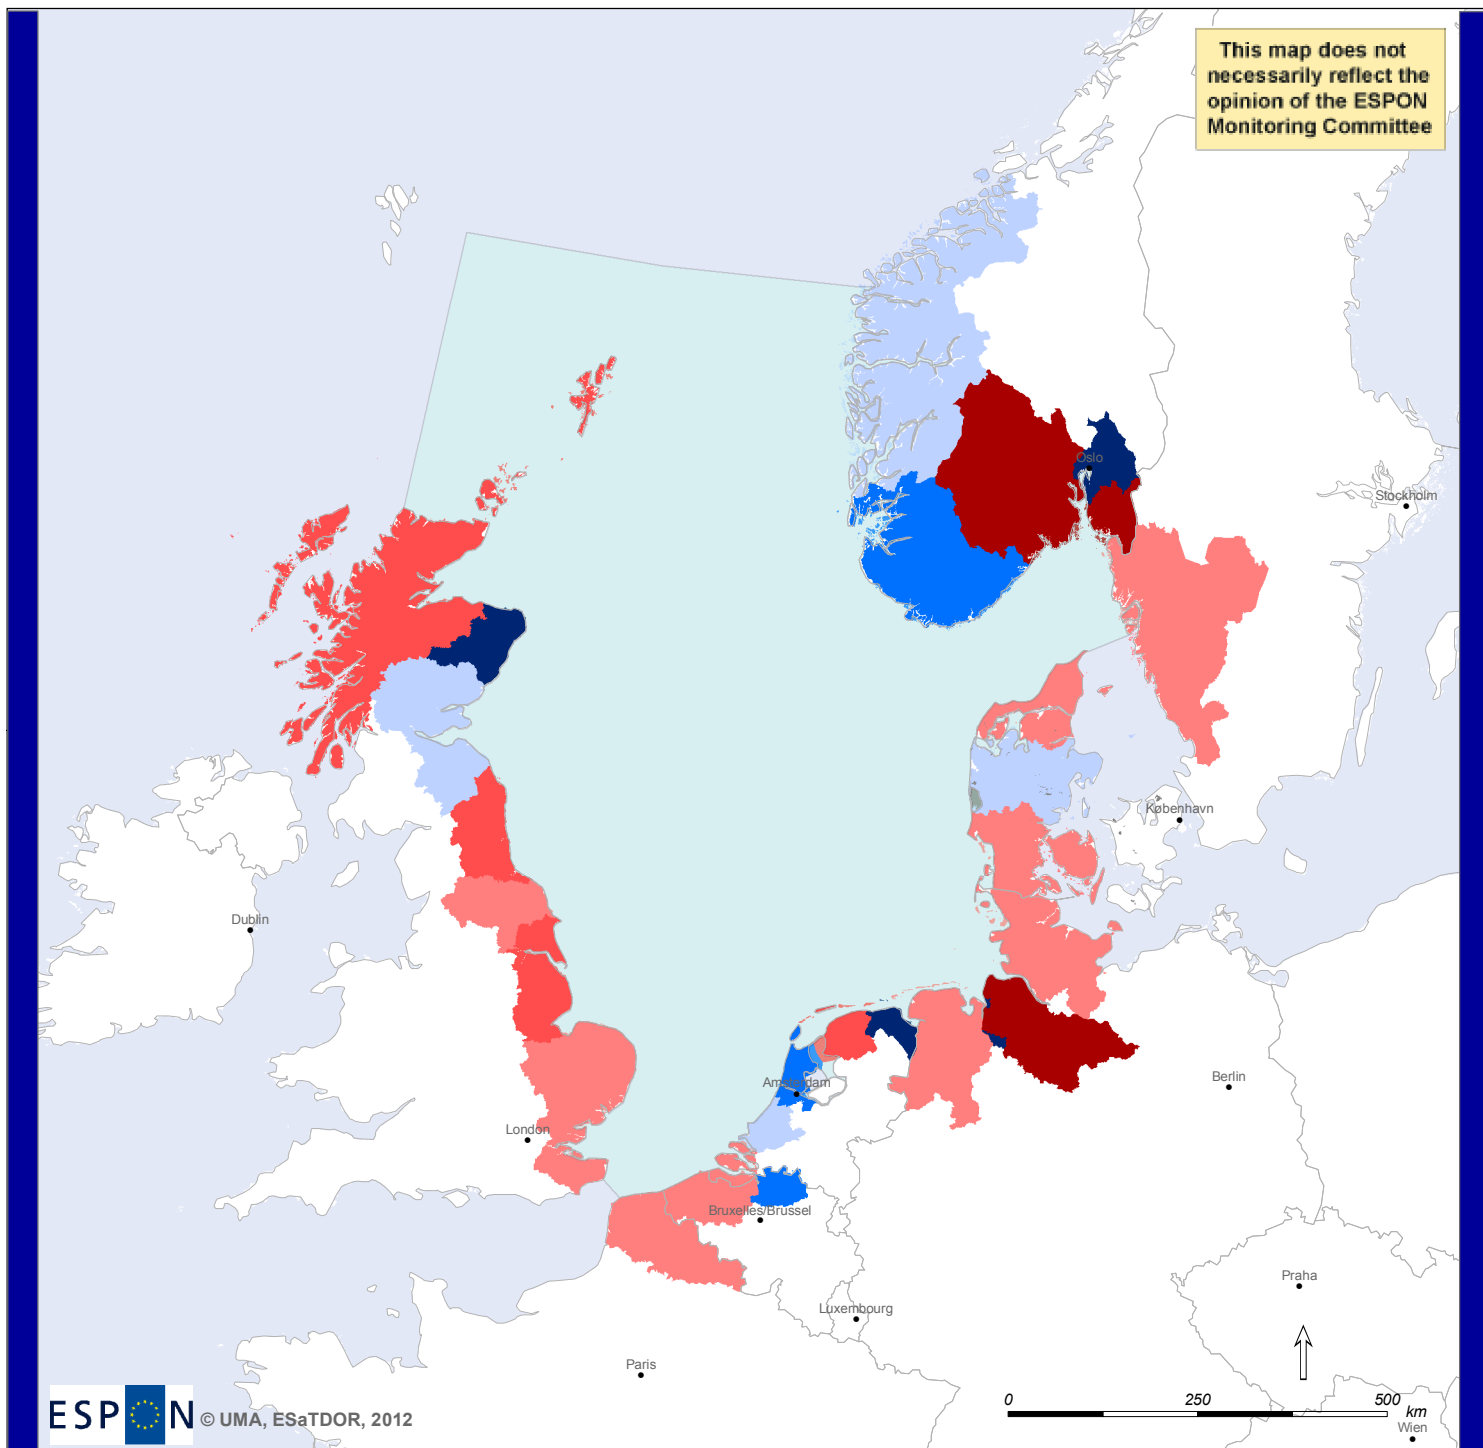 This map does not
necessarily reflect the
opinion of the ESPON
Monitoring Committee
Oslo
Stockholm
København
Dublin
Amsterdam
Berlin
London
Bruxelles/Brüssel
Praha
Luxembourg
Paris
0 250 500
km
ESPON © UMA, ESaTDOR, 2012
Wien